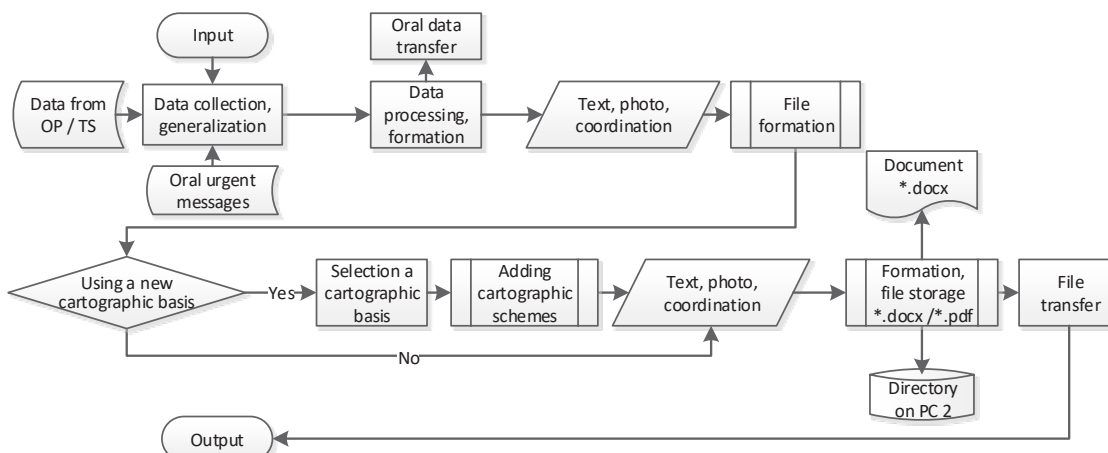 Input
Oral data
transfer
Data from
OP / TS
Data collection,
generalization
Data
processing,
formation
Text, photo,
coordination
File
formation
Oral urgent
messages
Document
*.docx
Using a new
cartographic basis
Yes
Selection a
cartographic
basis
Adding
cartographic
schemes
Text, photo,
coordination
Formation,
file storage
*.docx /*.pdf
File
transfer
No
Directory
on PC 2
Output